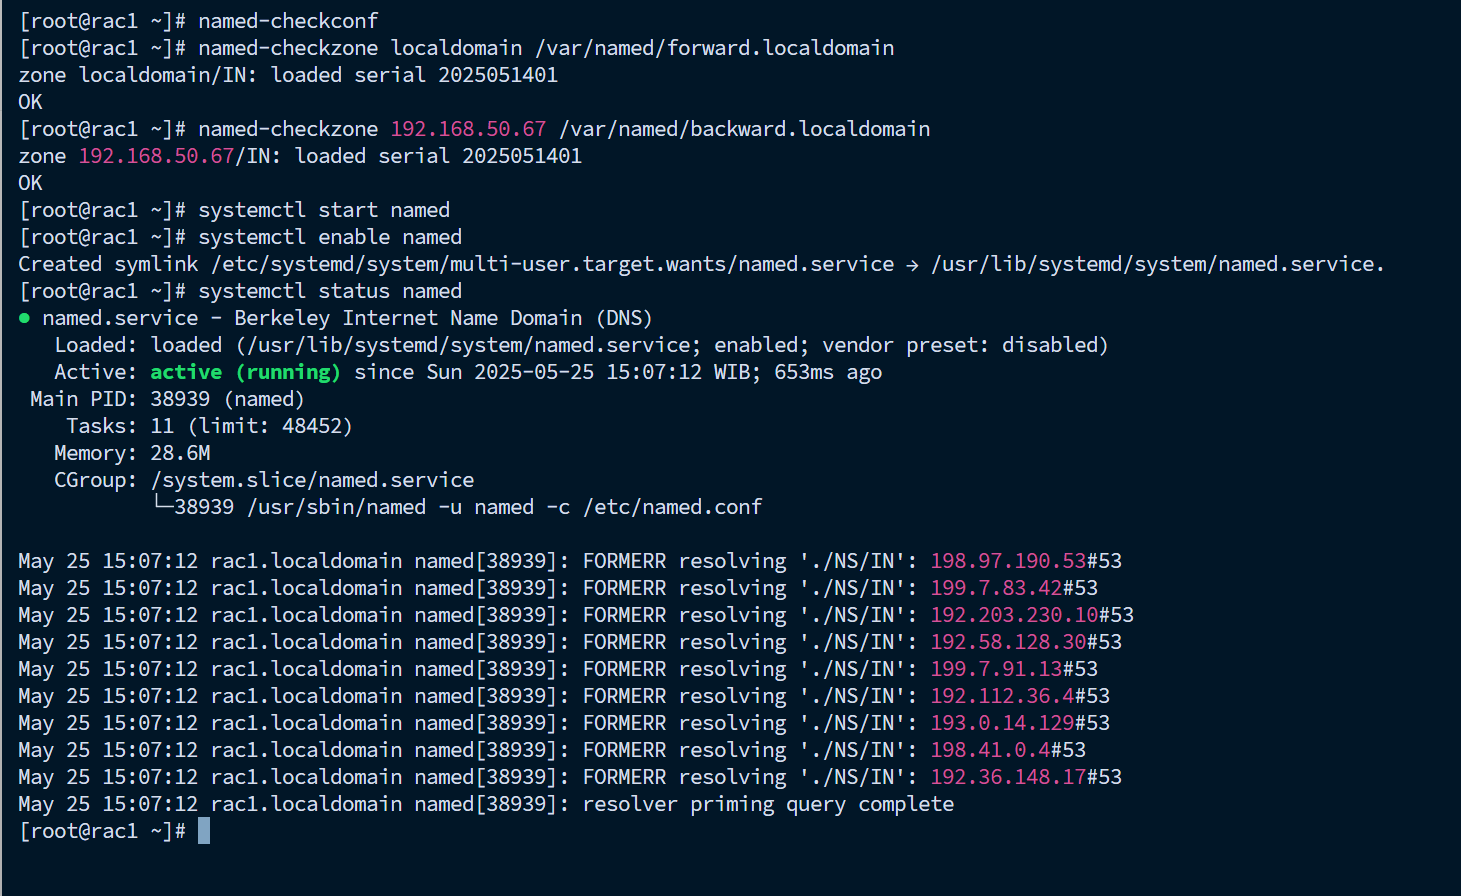 [root@rac1 ~]# named-checkconf
[root@rac1 ~]# named-checkzone localdomain /var/named/forward.localdomain
zone localdomain/IN: loaded serial 2025051401
OK
[root@rac1 ~]# named-checkzone 192.168.50.67 /var/named/backward.localdomain
zone 192.168.50.67/IN: loaded serial 2025051401
OK
[root@rac1 ~]# systemctl start named
[root@rac1 ~]# systemctl enable named
Created symlink /etc/systemd/system/multi-user.target.wants/named.service → /usr/lib/systemd/system/named.service.
[root@rac1 ~]# systemctl status named
● named.service - Berkeley Internet Name Domain (DNS)
   Loaded: loaded (/usr/lib/systemd/system/named.service; enabled; vendor preset: disabled)
   Active: active (running) since Sun 2025-05-25 15:07:12 WIB; 653ms ago
 Main PID: 38939 (named)
    Tasks: 11 (limit: 48452)
   Memory: 28.6M
   CGroup: /system.slice/named.service
           └─38939 /usr/sbin/named -u named -c /etc/named.conf

May 25 15:07:12 rac1.localdomain named[38939]: FORMERR resolving './NS/IN': 198.97.190.53#53
May 25 15:07:12 rac1.localdomain named[38939]: FORMERR resolving './NS/IN': 199.7.83.42#53
May 25 15:07:12 rac1.localdomain named[38939]: FORMERR resolving './NS/IN': 192.203.230.10#53
May 25 15:07:12 rac1.localdomain named[38939]: FORMERR resolving './NS/IN': 192.58.128.30#53
May 25 15:07:12 rac1.localdomain named[38939]: FORMERR resolving './NS/IN': 199.7.91.13#53
May 25 15:07:12 rac1.localdomain named[38939]: FORMERR resolving './NS/IN': 192.112.36.4#53
May 25 15:07:12 rac1.localdomain named[38939]: FORMERR resolving './NS/IN': 193.0.14.129#53
May 25 15:07:12 rac1.localdomain named[38939]: FORMERR resolving './NS/IN': 198.41.0.4#53
May 25 15:07:12 rac1.localdomain named[38939]: FORMERR resolving './NS/IN': 192.36.148.17#53
May 25 15:07:12 rac1.localdomain named[38939]: resolver priming query complete
[root@rac1 ~]#